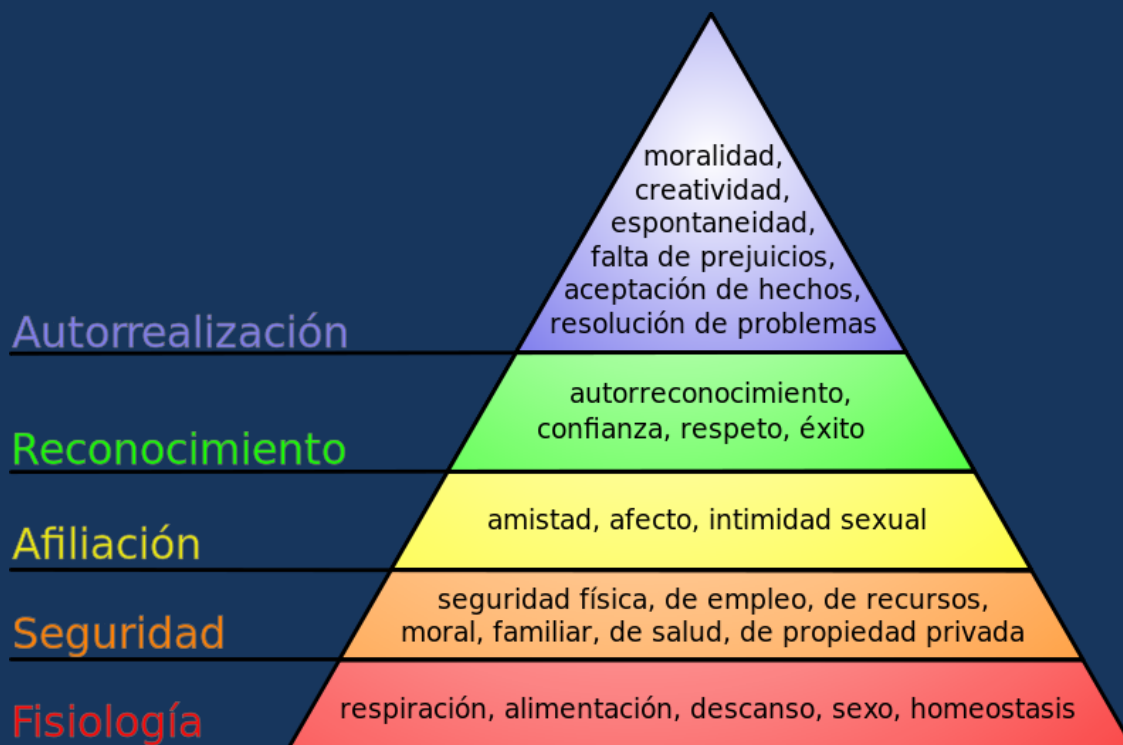 moralidad,
creatividad,
espontaneidad,
falta de prejuicios,
aceptación de hechos,
resolución de problemas
Autorrealización
autorreconocimiento,
confianza, respeto, éxito
Reconocimiento
amistad, afecto, intimidad sexual
Afiliación
seguridad física, de empleo, de recursos,
moral, familiar, de salud, de propiedad privada
Seguridad
respiración, alimentación, descanso, sexo, homeostasis
Fisiología